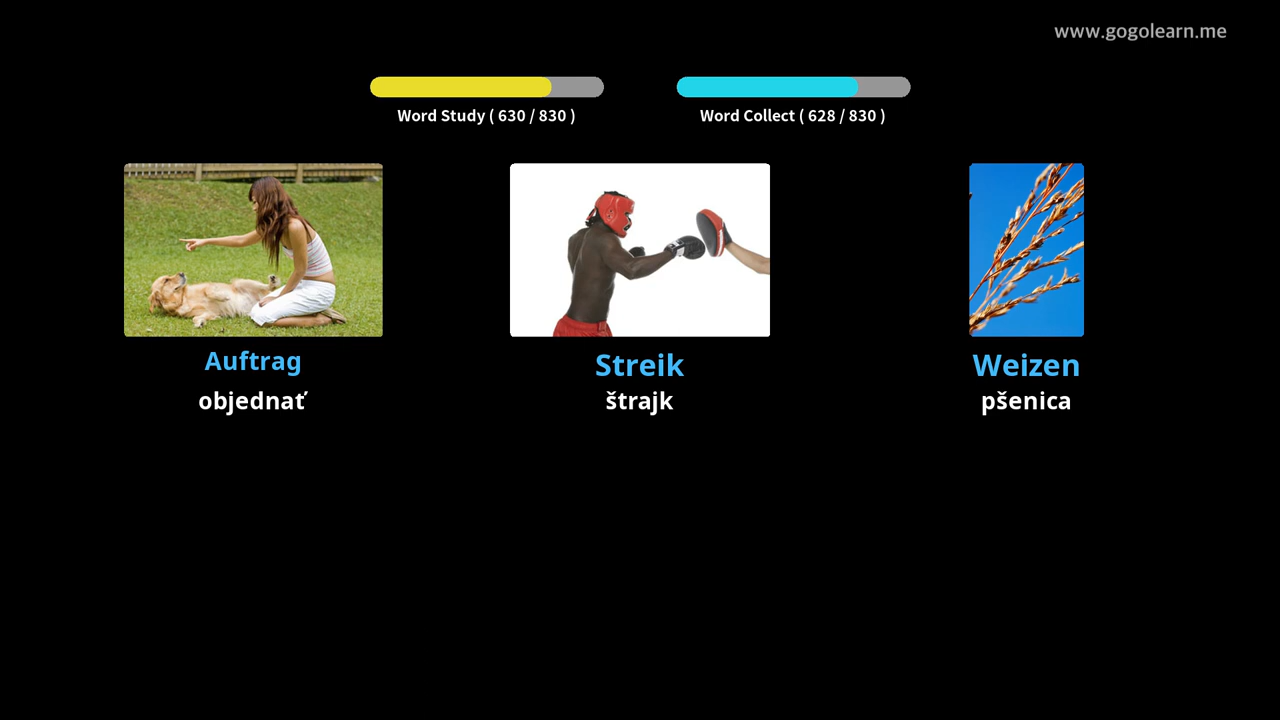 www.gogolearn.me
Word Study ( 630 / 830 )
Word Collect ( 628 / 830 )
Auftrag
objednať
Streik
štrajk
Weizen
pšenica